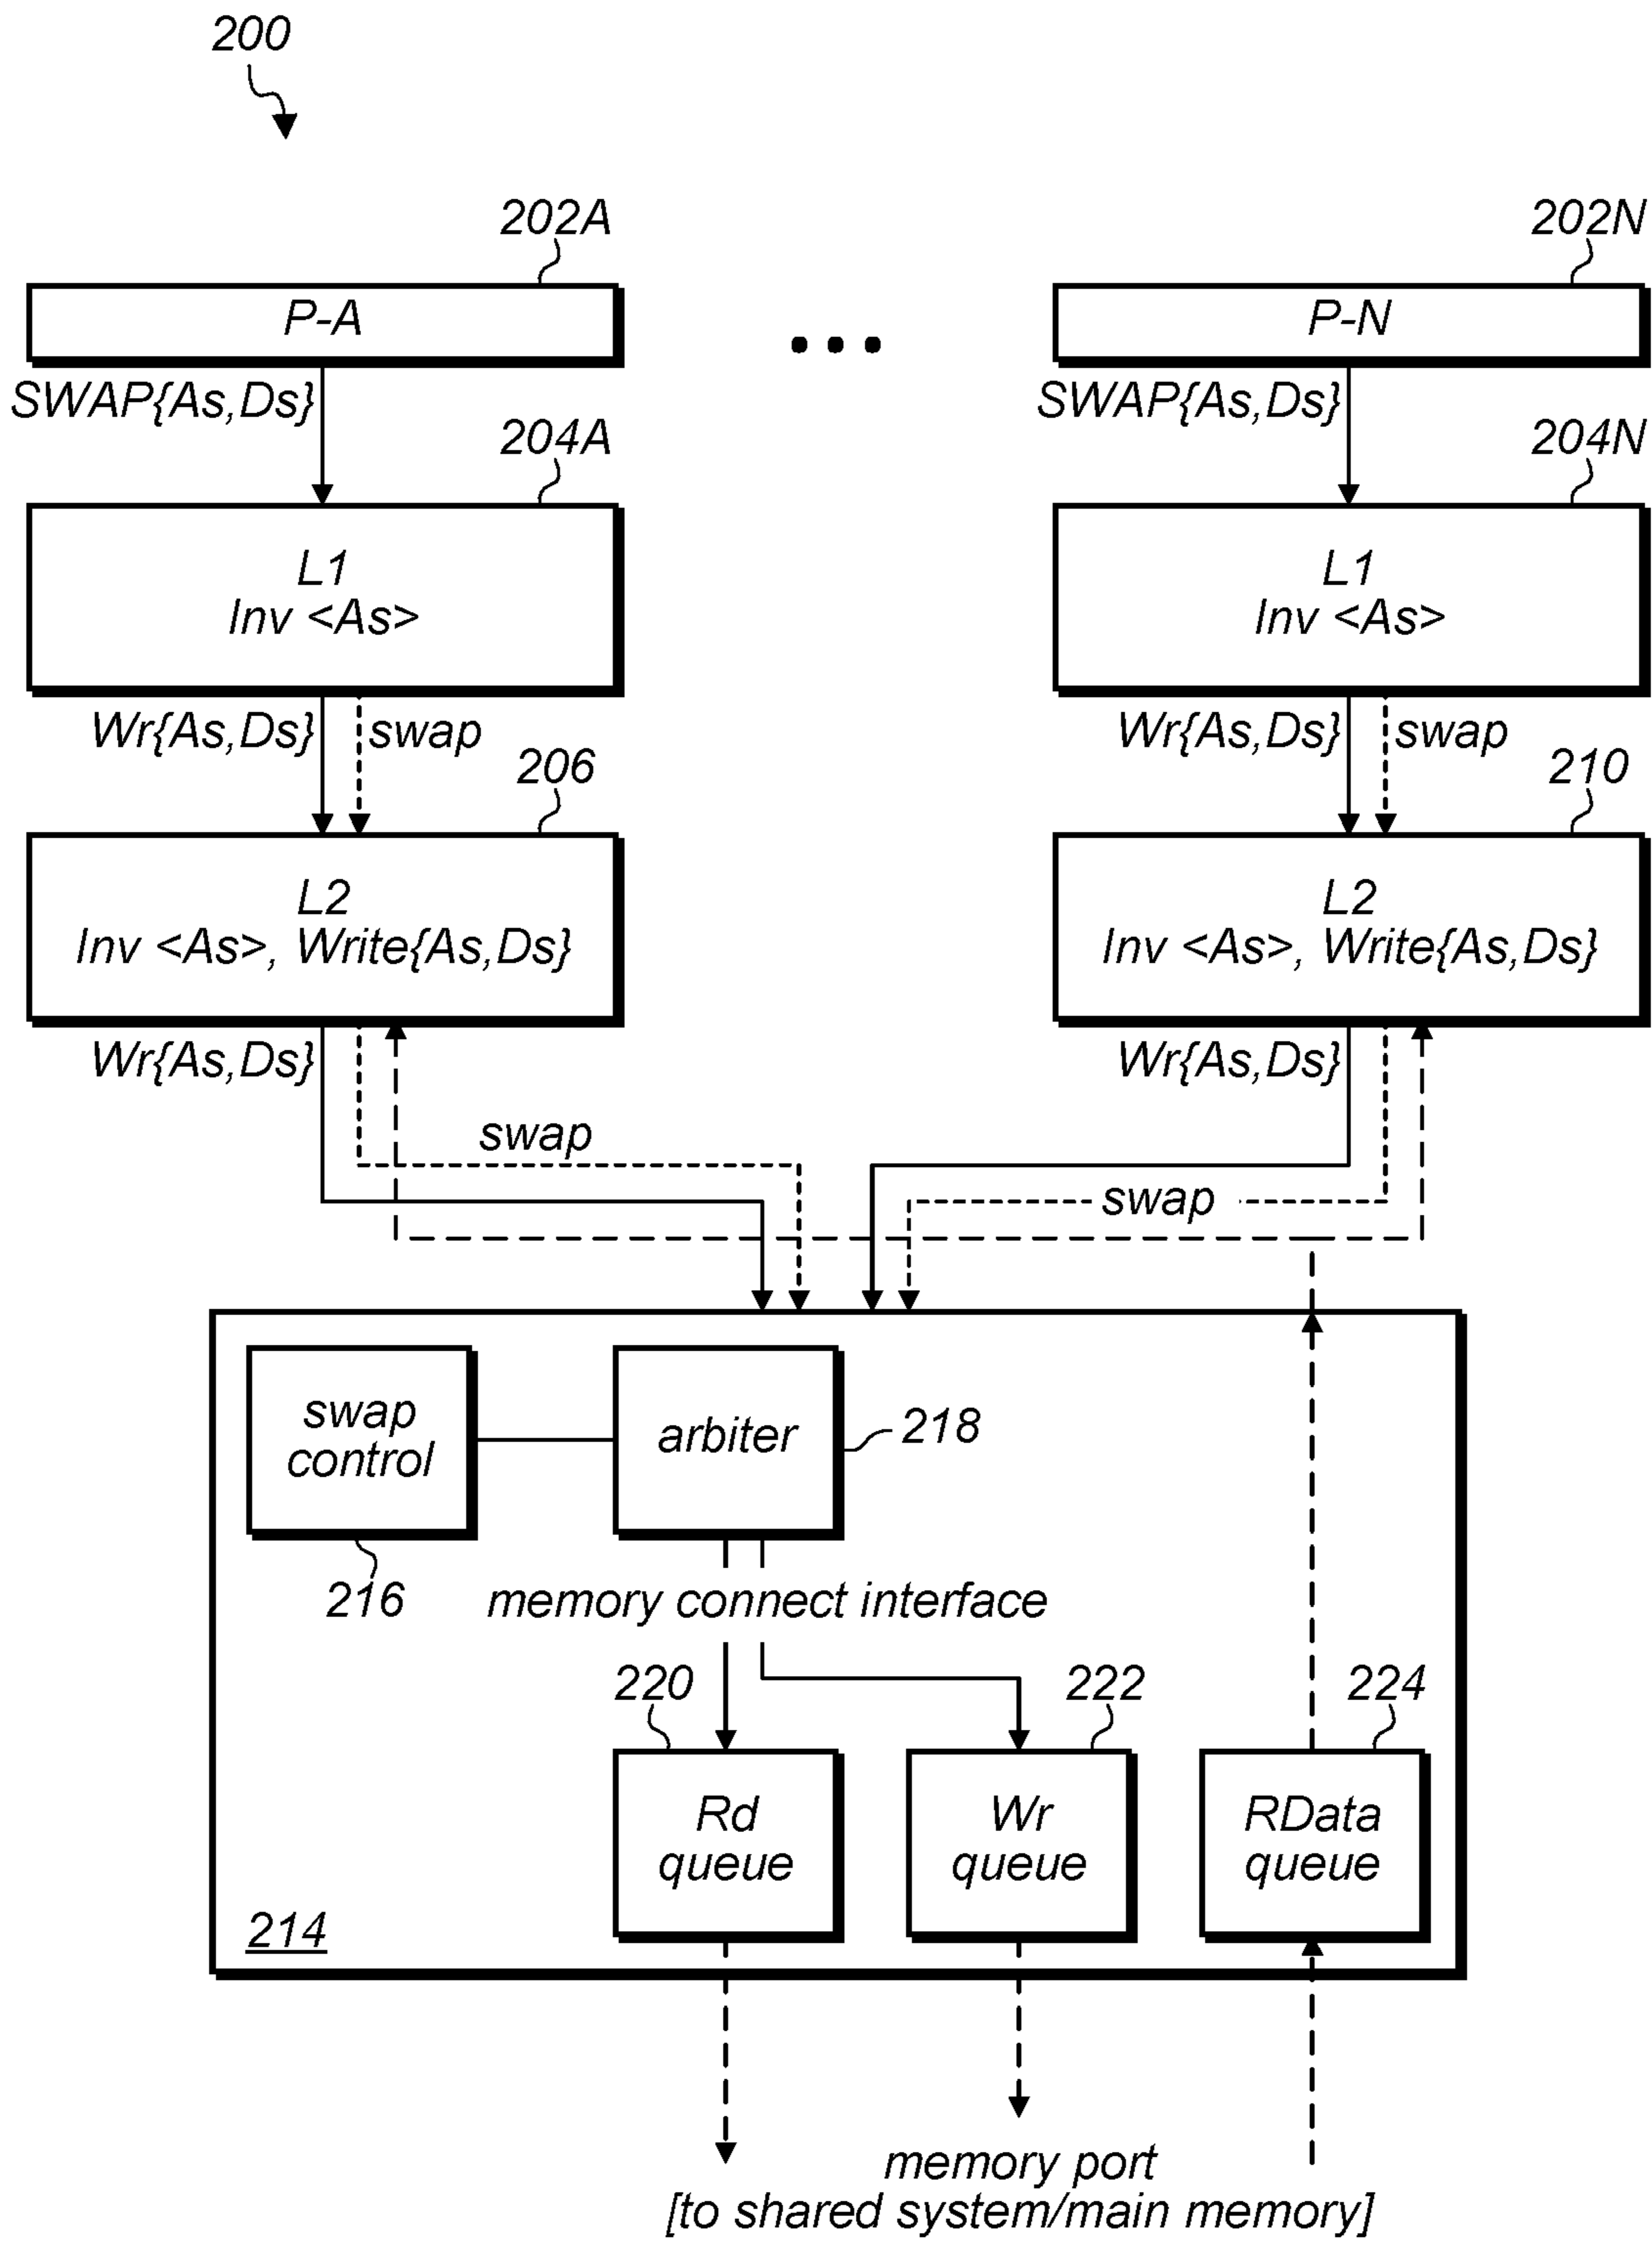 200
202A
202N
P-A
P-N
SWAP{As,Ds}
SWAP{As,Ds}
204A
204N
L1
Inv <As>
L1
Inv <As>
Wr{As,Ds}
swap
Wr{As,Ds}
swap
206
210
L2
Inv <As>, Write{As,Ds}
L2
Inv <As>, Write{As,Ds}
Wr{As,Ds}
Wr{As,Ds}
swap
swap
swap
control
arbiter
218
216
memory connect interface
220
222
224
Rd
queue
Wr
queue
RData
queue
214
memory port
[to shared system/main memory]